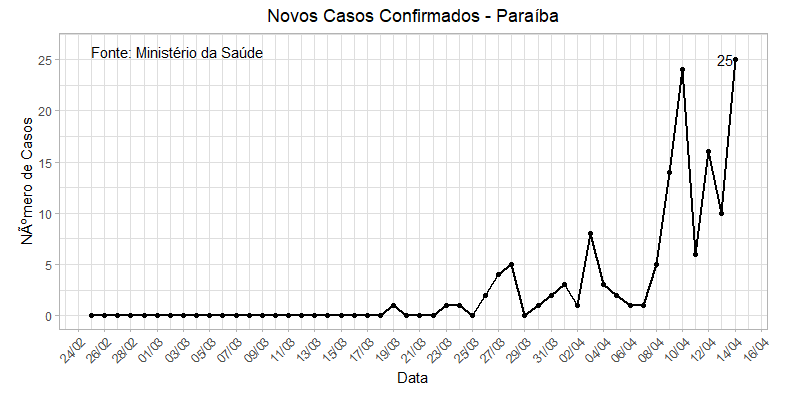 Novos Casos Confirmados - Paraíba
Fonte: Ministério da Saúde
25
25
20
15
10
5
0
NÃºmero de Casos
24/02 26/02 28/02 01/03 03/03 05/03 07/03 09/03 11/03 13/03 15/03 17/03 19/03 21/03 23/03 25/03 27/03 29/03 31/03 02/04 04/04 06/04 08/04 10/04 12/04 14/04 16/04
Data